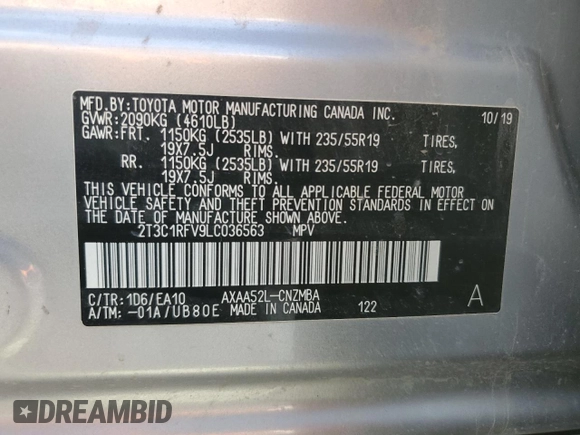 MFD.BY:TOYOTA MOTOR MANUFACTURING CANADA INC. 10/19
GVWR:2090KG (4610LB)
GAWR:FRT. 1150KG (2535LB) WITH 235/55R19 TIRES,
19X7.5J RIMS.
RR. 1150KG (2535LB) WITH 235/55R19 TIRES,
19X7.5J RIMS.
THIS VEHICLE CONFORMS TO ALL APPLICABLE FEDERAL MOTOR
VEHICLE SAFETY AND THEFT PREVENTION STANDARDS IN EFFECT ON
THE DATE OF MANUFACTURE SHOWN ABOVE.
2T3C1RFV9LC036563 MPV
C/TR:1D6/EA10 AXAA52L-CNZMBA A
A/TM:-01A/UB80E MADE IN CANADA 122
DREAMBID